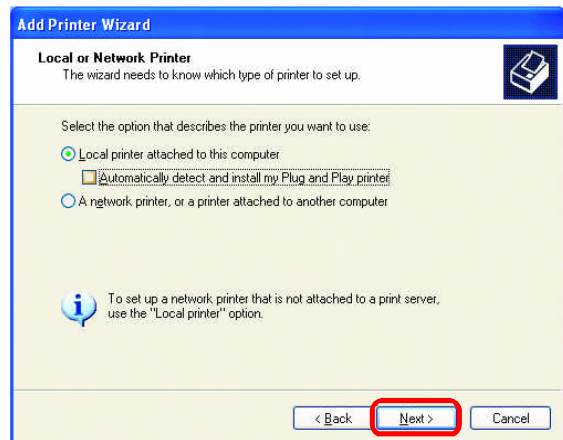 Add Printer Wizard
Local or Network Printer
The wizard needs to know which type of printer to set up.
Select the option that describes the printer you want to use:
Local printer attached to this computer
Automatically detect and install my Plug and Play printer
A network printer, or a printer attached to another computer
To set up a network printer that is not attached to a print server,
use the "Local printer" option.
< Back
Next >
Cancel